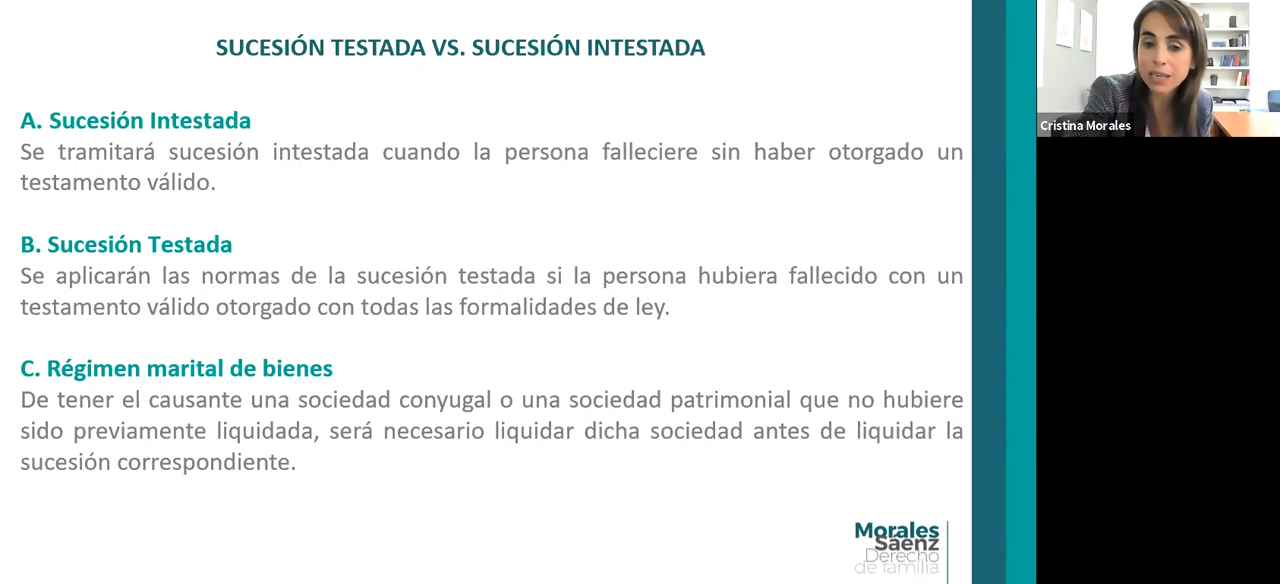 SUCESIÓN TESTADA VS. SUCESIÓN INTESTADA
A. Sucesión Intestada
Se tramitará sucesión intestada cuando la persona falleciere sin haber otorgado un
testamento válido.
B. Sucesión Testada
Se aplicarán las normas de la sucesión testada si la persona hubiera fallecido con un
testamento válido otorgado con todas las formalidades de ley.
C. Régimen marital de bienes
De tener el causante una sociedad conyugal o una sociedad patrimonial que no hubiere
sido previamente liquidada, será necesario liquidar dicha sociedad antes de liquidar la
sucesión correspondiente.
Morales
Sáenz
Derecho
de familia
Cristina Morales